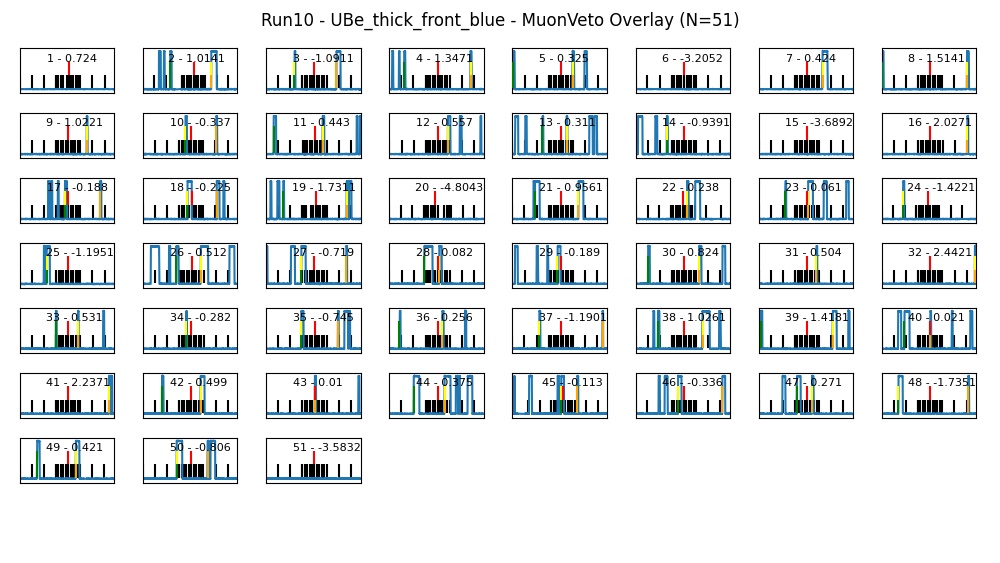 Run10 - UBe_thick_front_blue - MuonVeto Overlay (N=51)
1 - 0.724
2 - 1.0141
3 - -1.0911
4 - 1.3471
5 - 0.325
6 - -3.2052
7 - 0.424
8 - 1.5141
9 - 1.0221
10 - -0.337
11 - 0.443
12 - 0.557
13 - 0.311
14 - -0.9391
15 - -3.6892
16 - 2.0271
17 - -0.188
18 - -0.225
19 - 1.7311
20 - -4.8043
21 - 0.9561
22 - 0.238
23 - 0.061
24 - -1.4221
25 - -1.1951
26 - 0.512
27 - -0.719
28 - 0.082
29 - -0.189
30 - 0.824
31 - 0.504
32 - 2.4421
33 - 0.531
34 - -0.282
35 - -0.745
36 - 0.256
37 - -1.1901
38 - 1.0261
39 - 1.4181
40 - 0.021
41 - 2.2371
42 - 0.499
43 - 0.01
44 - 0.375
45 - -0.113
46 - -0.336
47 - 0.271
48 - -1.7351
49 - 0.421
50 - -0.806
51 - -3.5832